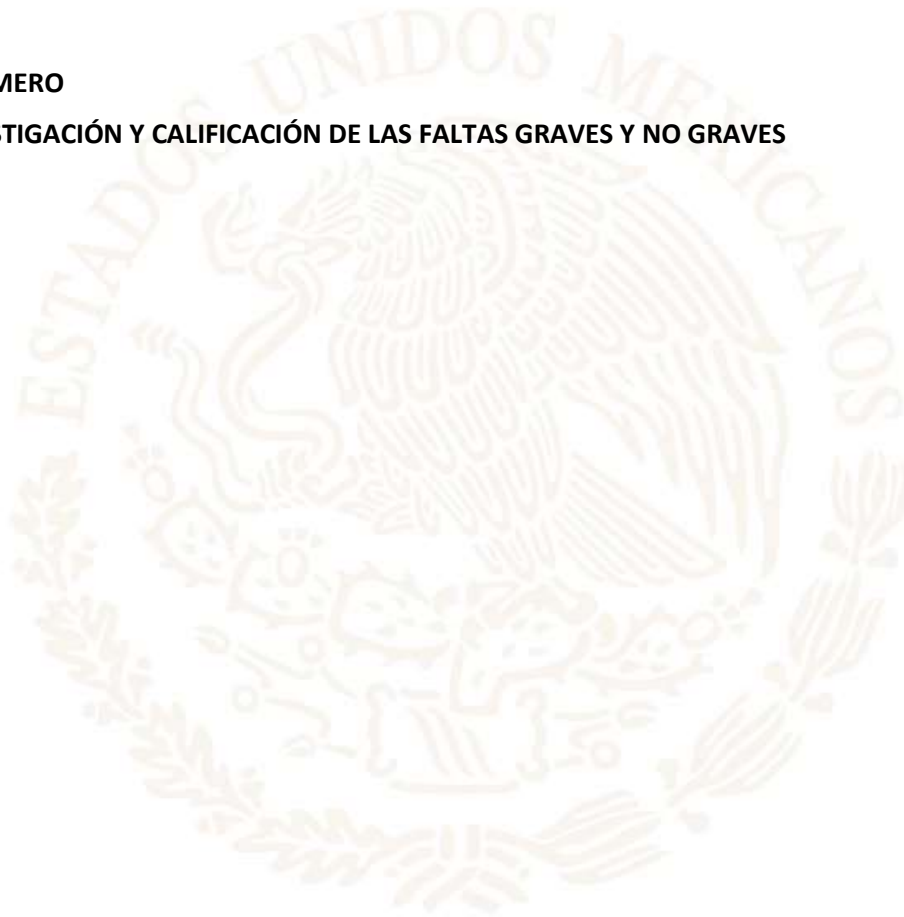 MERO
STIGACIÓN Y CALIFICACIÓN DE LAS FALTAS GRAVES Y NO GRAVES
ESTADOS UNIDOS MEXICANOS